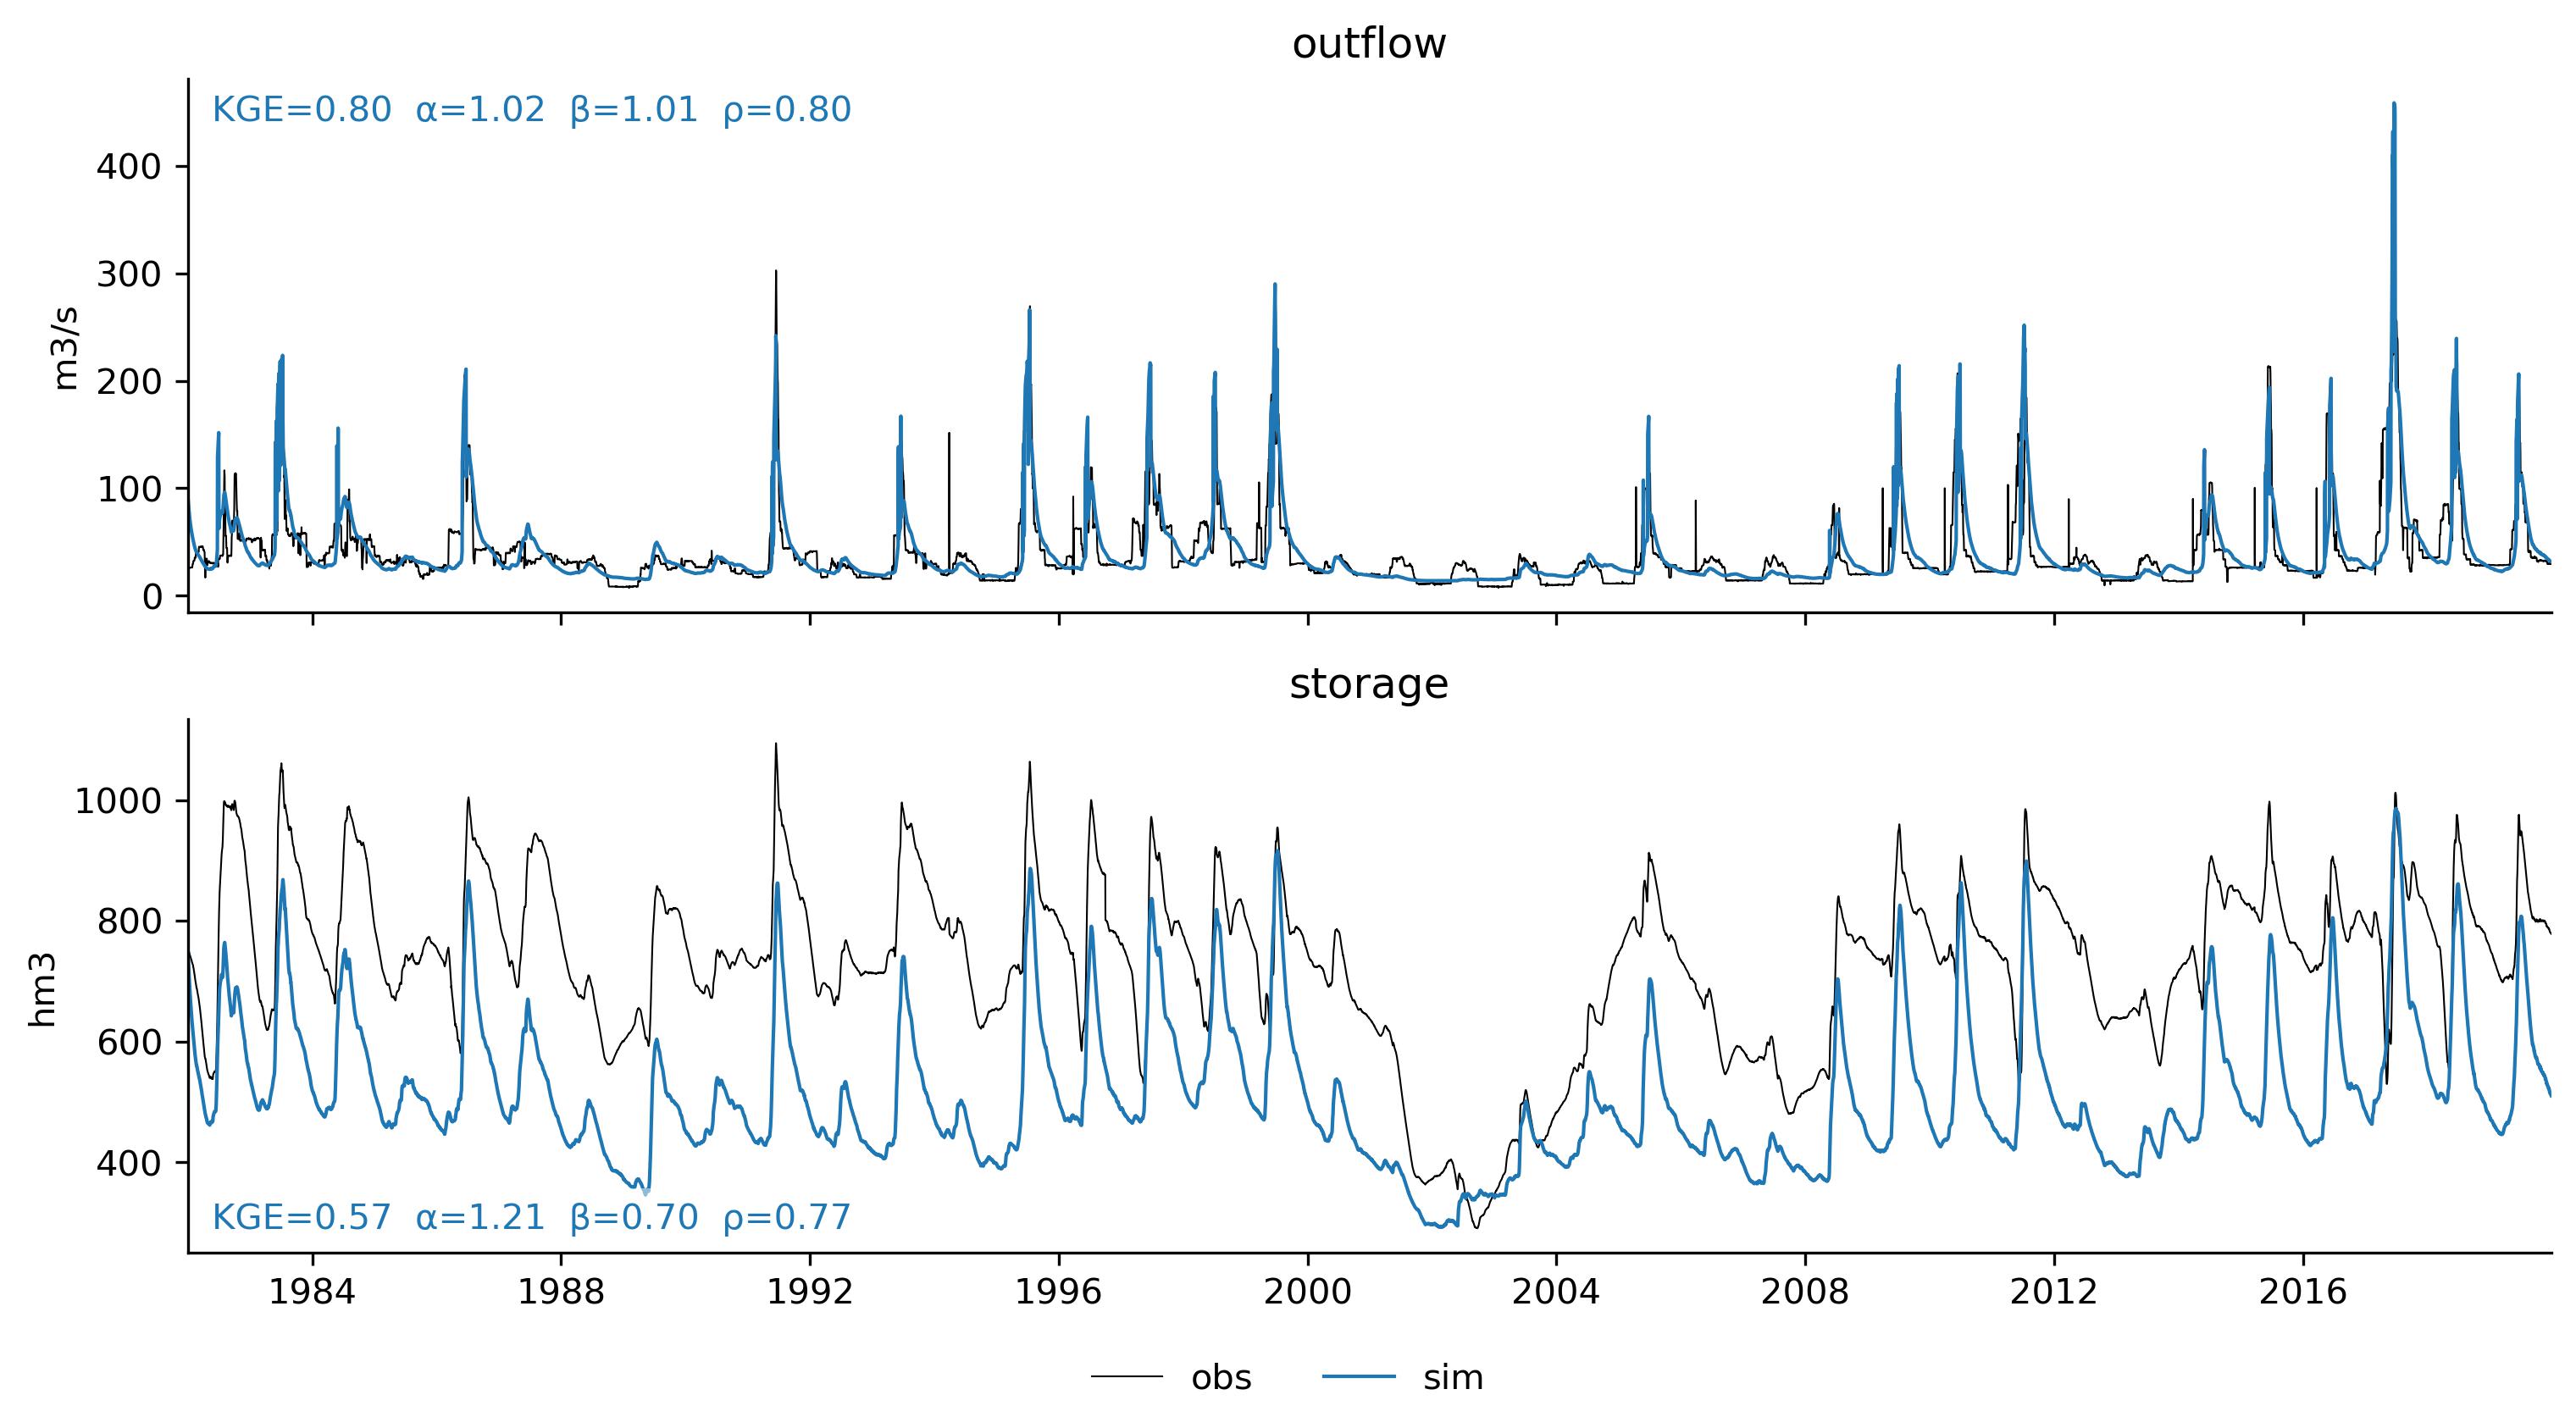 outflow
KGE=0.80 α=1.02 β=1.01 ρ=0.80
m3/s
400
300
200
100
0
storage
hm3
1000
800
600
400
KGE=0.57 α=1.21 β=0.70 ρ=0.77
1984 1988 1992 1996 2000 2004 2008 2012 2016
obs sim